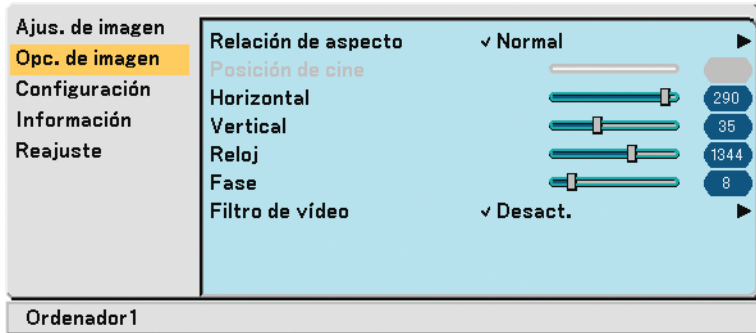 Ajus. de imagen
Opc. de imagen
Configuración
Información
Reajuste
Relación de aspecto ✓ Normal
Posición de cine
Horizontal 290
Vertical 35
Reloj 1344
Fase 8
Filtro de vídeo ✓ Desact.
Ordenador1